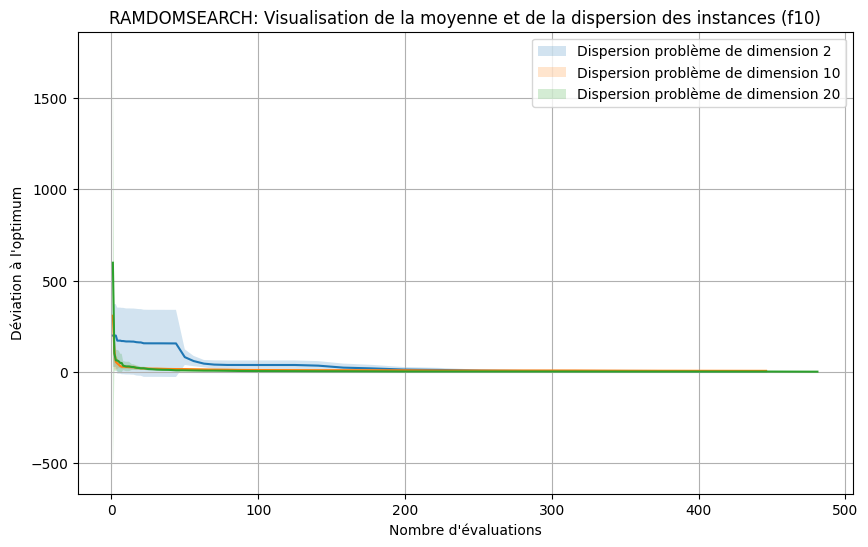 RAMDOMSEARCH: Visualisation de la moyenne et de la dispersion des instances (f10)
Dispersion problème de dimension 2
Dispersion problème de dimension 10
Dispersion problème de dimension 20
Déviation à l'optimum
1500
1000
500
0
−500
0 100 200 300 400 500
Nombre d'évaluations